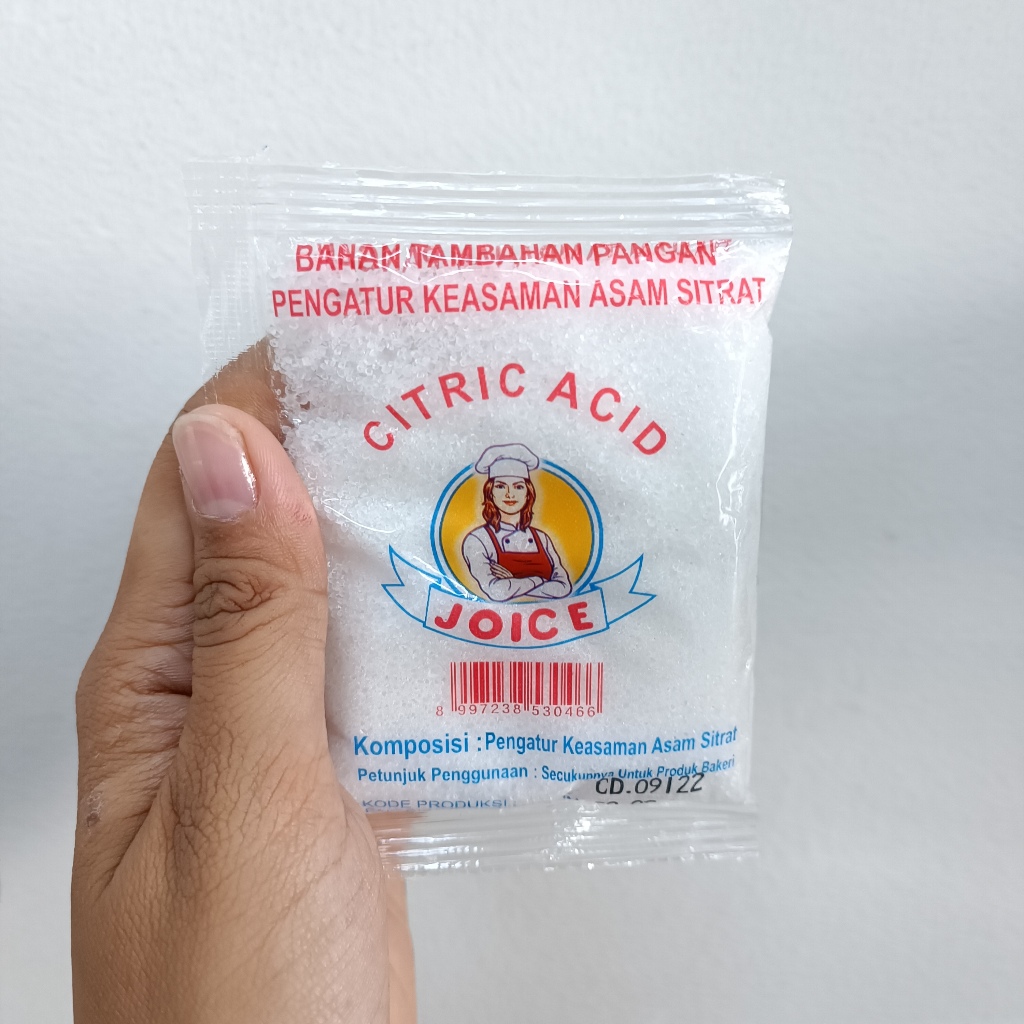 BAHAN TAMBAHAN PANGAN
PENGATUR KEASAMAN ASAM SITRAT
CITRIC ACID
JOICE
8 997238 530466
Komposisi : Pengatur Keasaman Asam Sitrat
Petunjuk Penggunaan : Secukupnya Untuk Produk Bakeri
CD.09122
KODE PRODUKSI